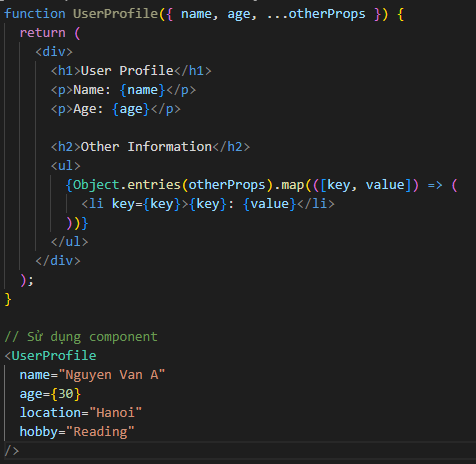 function UserProfile({ name, age, ...otherProps }) {
return (
<div>
<h1>User Profile</h1>
<p>Name: {name}</p>
<p>Age: {age}</p>
<h2>Other Information</h2>
<ul>
{Object.entries(otherProps).map(([key, value]) => (
<li key={key}>{key}: {value}</li>
))}
</ul>
</div>
);
}
// Sử dụng component
<UserProfile
name="Nguyen Van A"
age={30}
location="Hanoi"
hobby="Reading"
/>